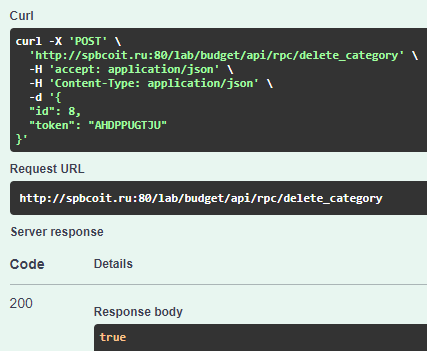 Curl
curl -X 'POST' \
'http://spbcoit.ru:80/lab/budget/api/rpc/delete_category' \
-H 'accept: application/json' \
-H 'Content-Type: application/json' \
-d '{
"id": 8,
"token": "AHDPPUGTJU"
}'
Request URL
http://spbcoit.ru:80/lab/budget/api/rpc/delete_category
Server response
Code Details
200
Response body
true